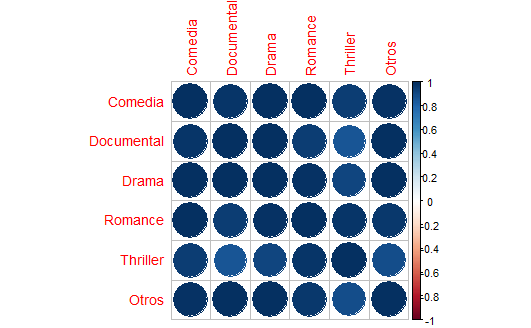 Comedia
Documental
Drama
Romance
Thriller
Otros
Comedia
Documental
Drama
Romance
Thriller
Otros
1
0.8
0.6
0.4
0.2
0
-0.2
-0.4
-0.6
-0.8
-1